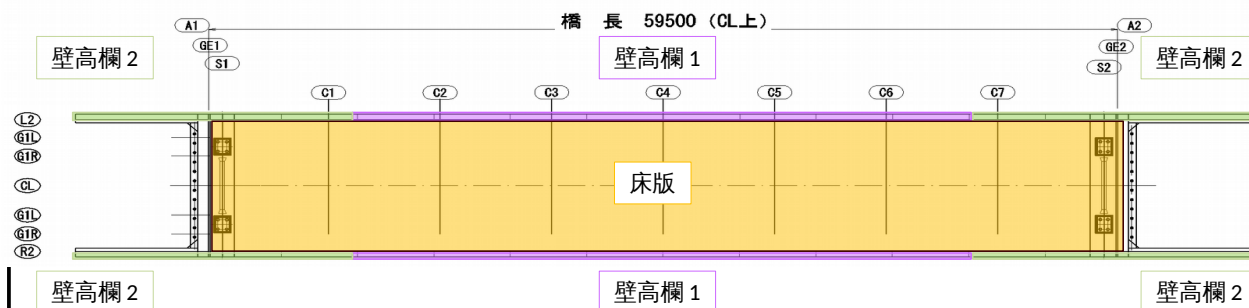 橋 長 59500 (CL上)
A1
A2
GE1
GE2
壁高欄 2
壁高欄 1
壁高欄 2
S1
S2
C1
C2
C3
C4
C5
C6
C7
L2
G1L
G1R
CL
床版
G1L
G1R
R2
壁高欄 2
壁高欄 1
壁高欄 2